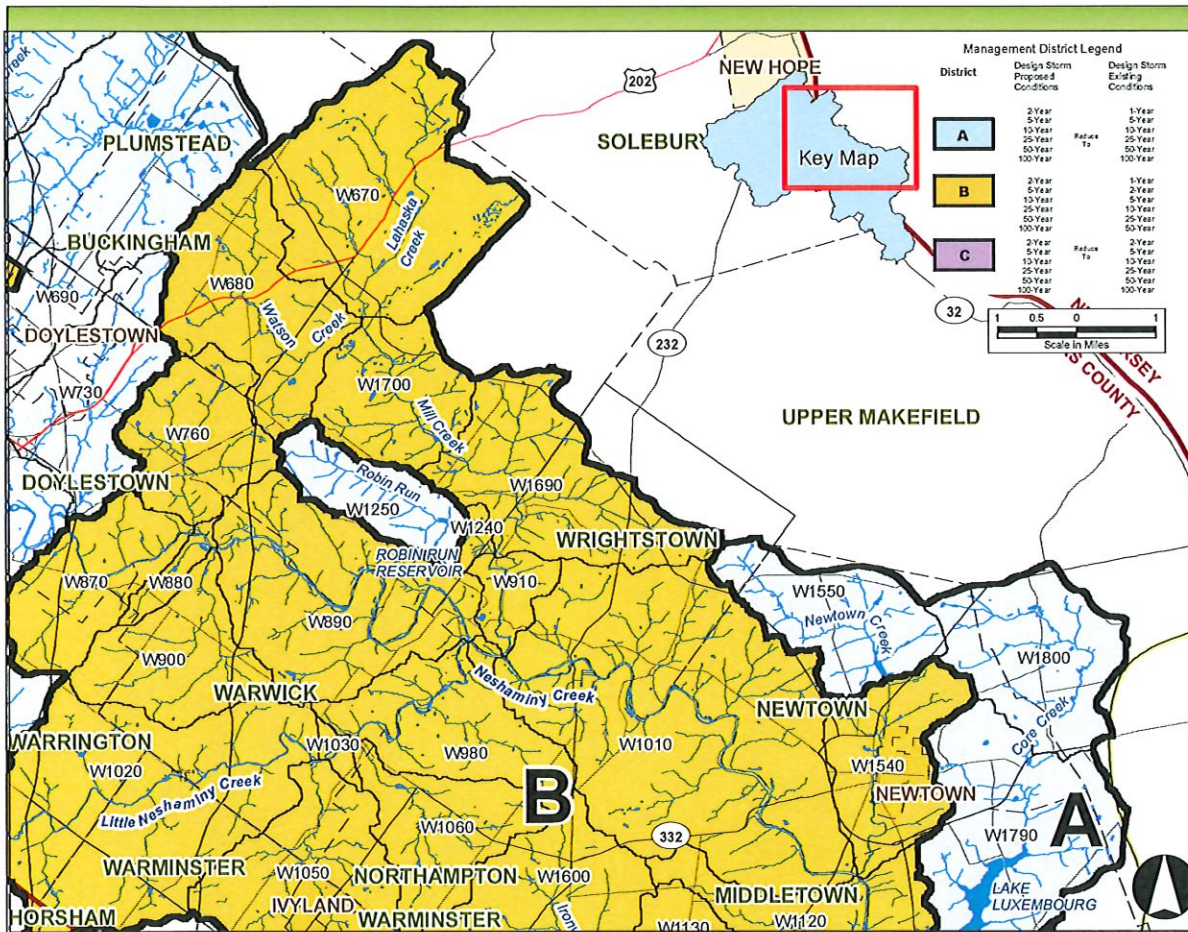 Management District Legend
District
Design Storm
Proposed
Conditions
Design Storm
Existing
Conditions
A
2-Year
5-Year
10-Year
25-Year
50-Year
100-Year
Reduce
To
1-Year
5-Year
10-Year
25-Year
50-Year
100-Year
B
2-Year
5-Year
10-Year
25-Year
50-Year
100-Year
1-Year
2-Year
5-Year
10-Year
25-Year
50-Year
C
2-Year
5-Year
10-Year
25-Year
50-Year
100-Year
Reduce
To
2-Year
5-Year
10-Year
25-Year
50-Year
100-Year
1 0.5 0 1
Scale in Miles
Key Map
NEW HOPE
202
SOLEBUR
Creek
PLUMSTEAD
W670
Lahaska
Creek
BUCKINGHAM
W680
W690
Watson
Creek
DOYLESTOWN
32
232
W730
W1700
COUNTY
UPPER MAKEFIELD
Mill Creek
W760
Robin Run
DOYLESTOWN
W1250
W1690
W1240
WRIGHTSTOWN
ROBIN RUN
RESERVOIR
W870
W880
W910
W1550
W890
Newtown
Creek
W900
W1800
WARWICK
Neshaminy Creek
NEWTOWN
Core Creek
WARRINGTON
W1030
W980
W1010
W1020
W1540
Little Neshaminy Creek
B
NEWTOWN
W1060
332
W1790
A
WARMINSTER
W1050
NORTHAMPTON
W1600
MIDDLETOWN
LAKE
LUXEMBOURG
IVYLAND
HORSHAM
WARMINSTER
W1130
W1120